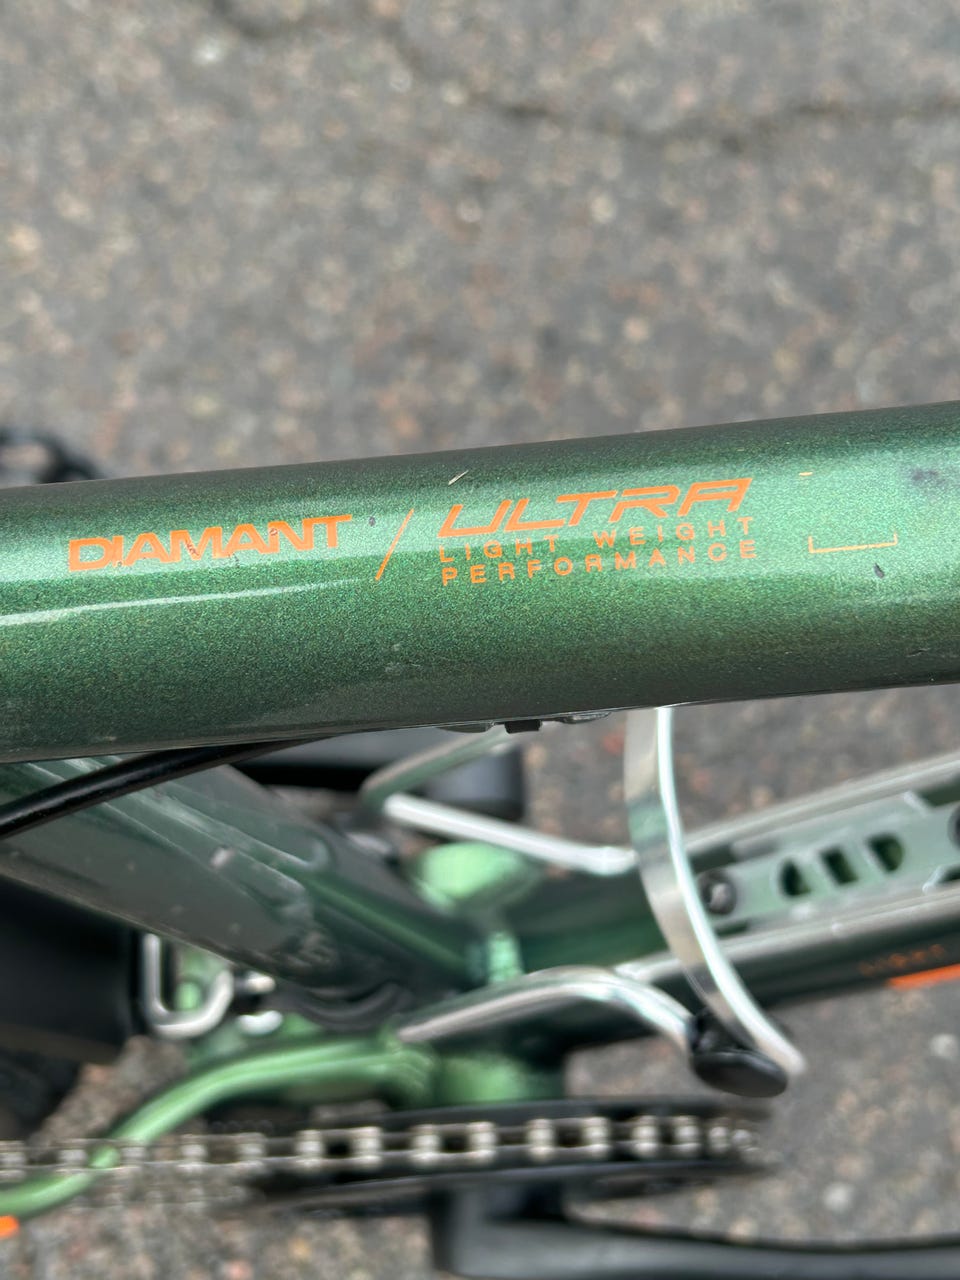 DIAMANT / ULTRA
LIGHT WEIGHT
PERFORMANCE